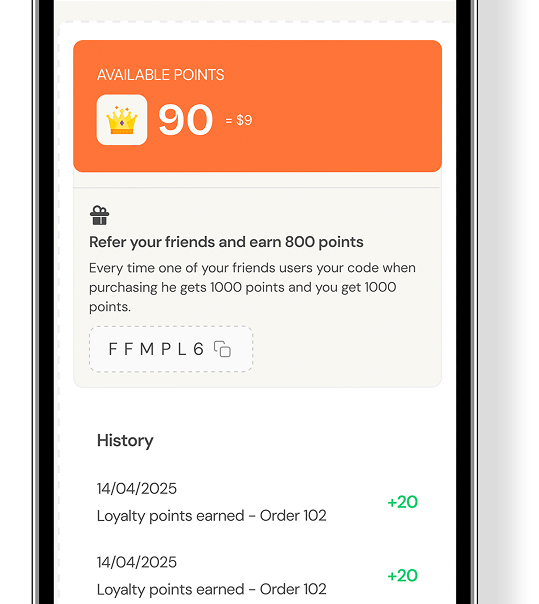 AVAILABLE POINTS
90 = $9
Refer your friends and earn 800 points
Every time one of your friends users your code when
purchasing he gets 1000 points and you get 1000
points.
F F M P L 6
History
14/04/2025
Loyalty points earned - Order 102
+20
14/04/2025
Loyalty points earned - Order 102
+20